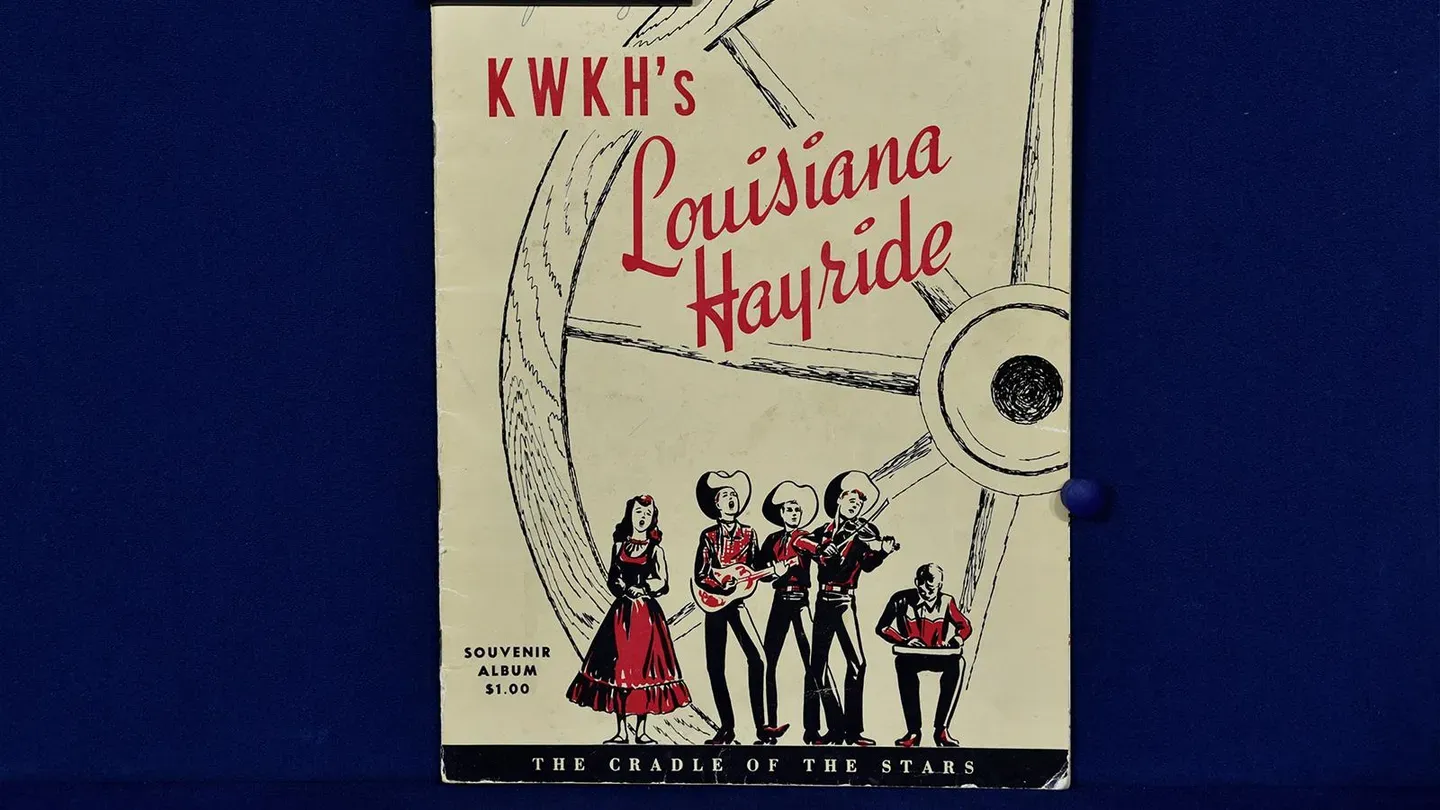 KWKH's
Louisiana
Hayride
SOUVENIR
ALBUM
$1.00
THE CRADLE OF THE STARS